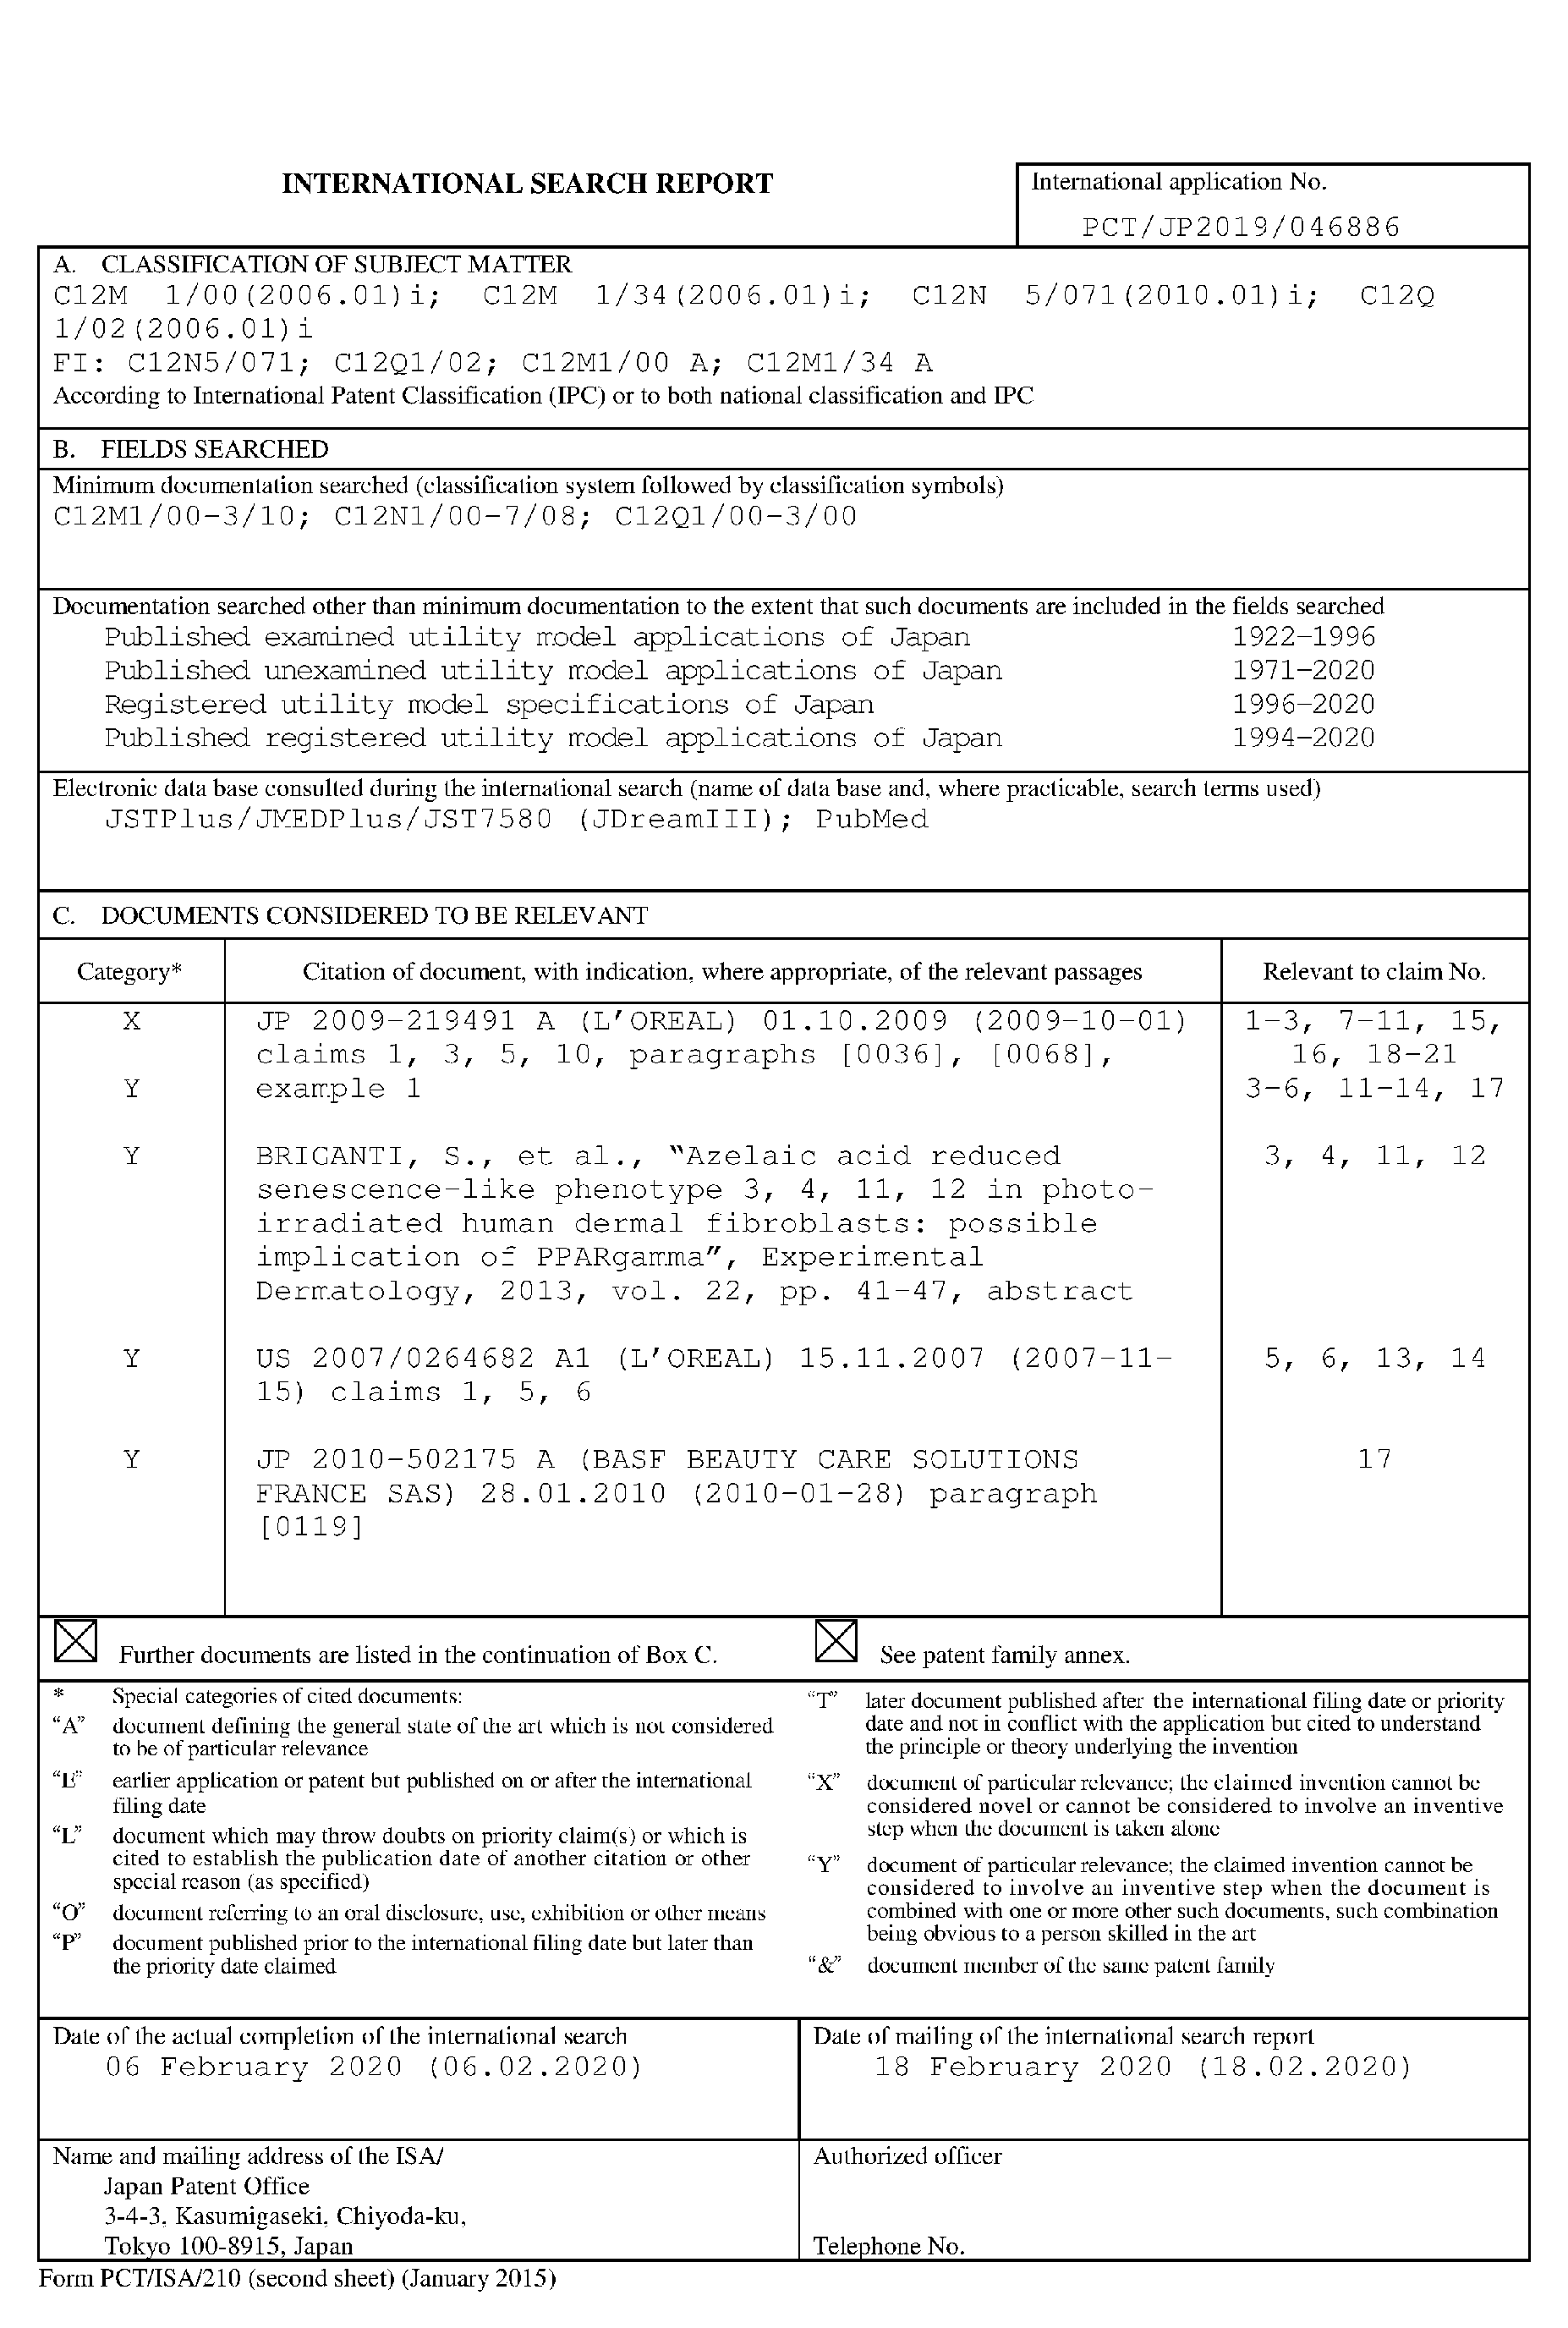 INTERNATIONAL SEARCH REPORT
International application No.
PCT/JP2019/046886
A. CLASSIFICATION OF SUBJECT MATTER
C12M 1/00(2006.01)i; C12M 1/34(2006.01)i; C12N 5/071(2010.01)i; C12Q
1/02(2006.01)i
FI: C12N5/071; C12Q1/02; C12M1/00 A; C12M1/34 A
According to International Patent Classification (IPC) or to both national classification and IPC
B. FIELDS SEARCHED
Minimum documentation searched (classification system followed by classification symbols)
C12M1/00-3/10; C12N1/00-7/08; C12Q1/00-3/00
Documentation searched other than minimum documentation to the extent that such documents are included in the fields searched
Published examined utility model applications of Japan 1922-1996
Published unexamined utility model applications of Japan 1971-2020
Registered utility model specifications of Japan 1996-2020
Published registered utility model applications of Japan 1994-2020
Electronic data base consulted during the international search (name of data base and, where practicable, search terms used)
JSTPlus/JMEDPlus/JST7580 (JDreamIII); PubMed
C. DOCUMENTS CONSIDERED TO BE RELEVANT
Category* Citation of document, with indication, where appropriate, of the relevant passages Relevant to claim No.
X JP 2009-219491 A (L'OREAL) 01.10.2009 (2009-10-01) 1-3, 7-11, 15,
claims 1, 3, 5, 10, paragraphs [0036], [0068], 16, 18-21
Y example 1 3-6, 11-14, 17
Y BRIGANTI, S., et al., "Azelaic acid reduced 3, 4, 11, 12
senescence-like phenotype 3, 4, 11, 12 in photo-
irradiated human dermal fibroblasts: possible
implication of PPARgamma", Experimental
Dermatology, 2013, vol. 22, pp. 41-47, abstract
Y US 2007/0264682 A1 (L'OREAL) 15.11.2007 (2007-11- 5, 6, 13, 14
15) claims 1, 5, 6
Y JP 2010-502175 A (BASF BEAUTY CARE SOLUTIONS 17
FRANCE SAS) 28.01.2010 (2010-01-28) paragraph
[0119]
Further documents are listed in the continuation of Box C.
See patent family annex.
* Special categories of cited documents:
"A" document defining the general state of the art which is not considered
to be of particular relevance
"E" earlier application or patent but published on or after the international
filing date
"L" document which may throw doubts on priority claim(s) or which is
cited to establish the publication date of another citation or other
special reason (as specified)
"O" document referring to an oral disclosure, use, exhibition or other means
"P" document published prior to the international filing date but later than
the priority date claimed
"T" later document published after the international filing date or priority
date and not in conflict with the application but cited to understand
the principle or theory underlying the invention
"X" document of particular relevance; the claimed invention cannot be
considered novel or cannot be considered to involve an inventive
step when the document is taken alone
"Y" document of particular relevance; the claimed invention cannot be
considered to involve an inventive step when the document is
combined with one or more other such documents, such combination
being obvious to a person skilled in the art
"&" document member of the same patent family
Date of the actual completion of the international search
06 February 2020 (06.02.2020)
Date of mailing of the international search report
18 February 2020 (18.02.2020)
Name and mailing address of the ISA/
Japan Patent Office
3-4-3, Kasumigaseki, Chiyoda-ku,
Tokyo 100-8915, Japan
Authorized officer
Telephone No.
Form PCT/ISA/210 (second sheet) (January 2015)